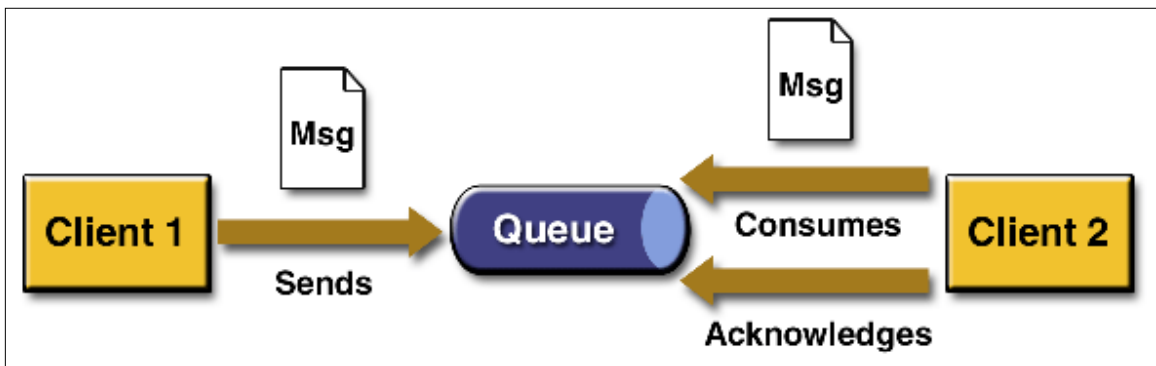 Msg
Msg
Client 1
Queue
Consumes
Client 2
Sends
Acknowledges